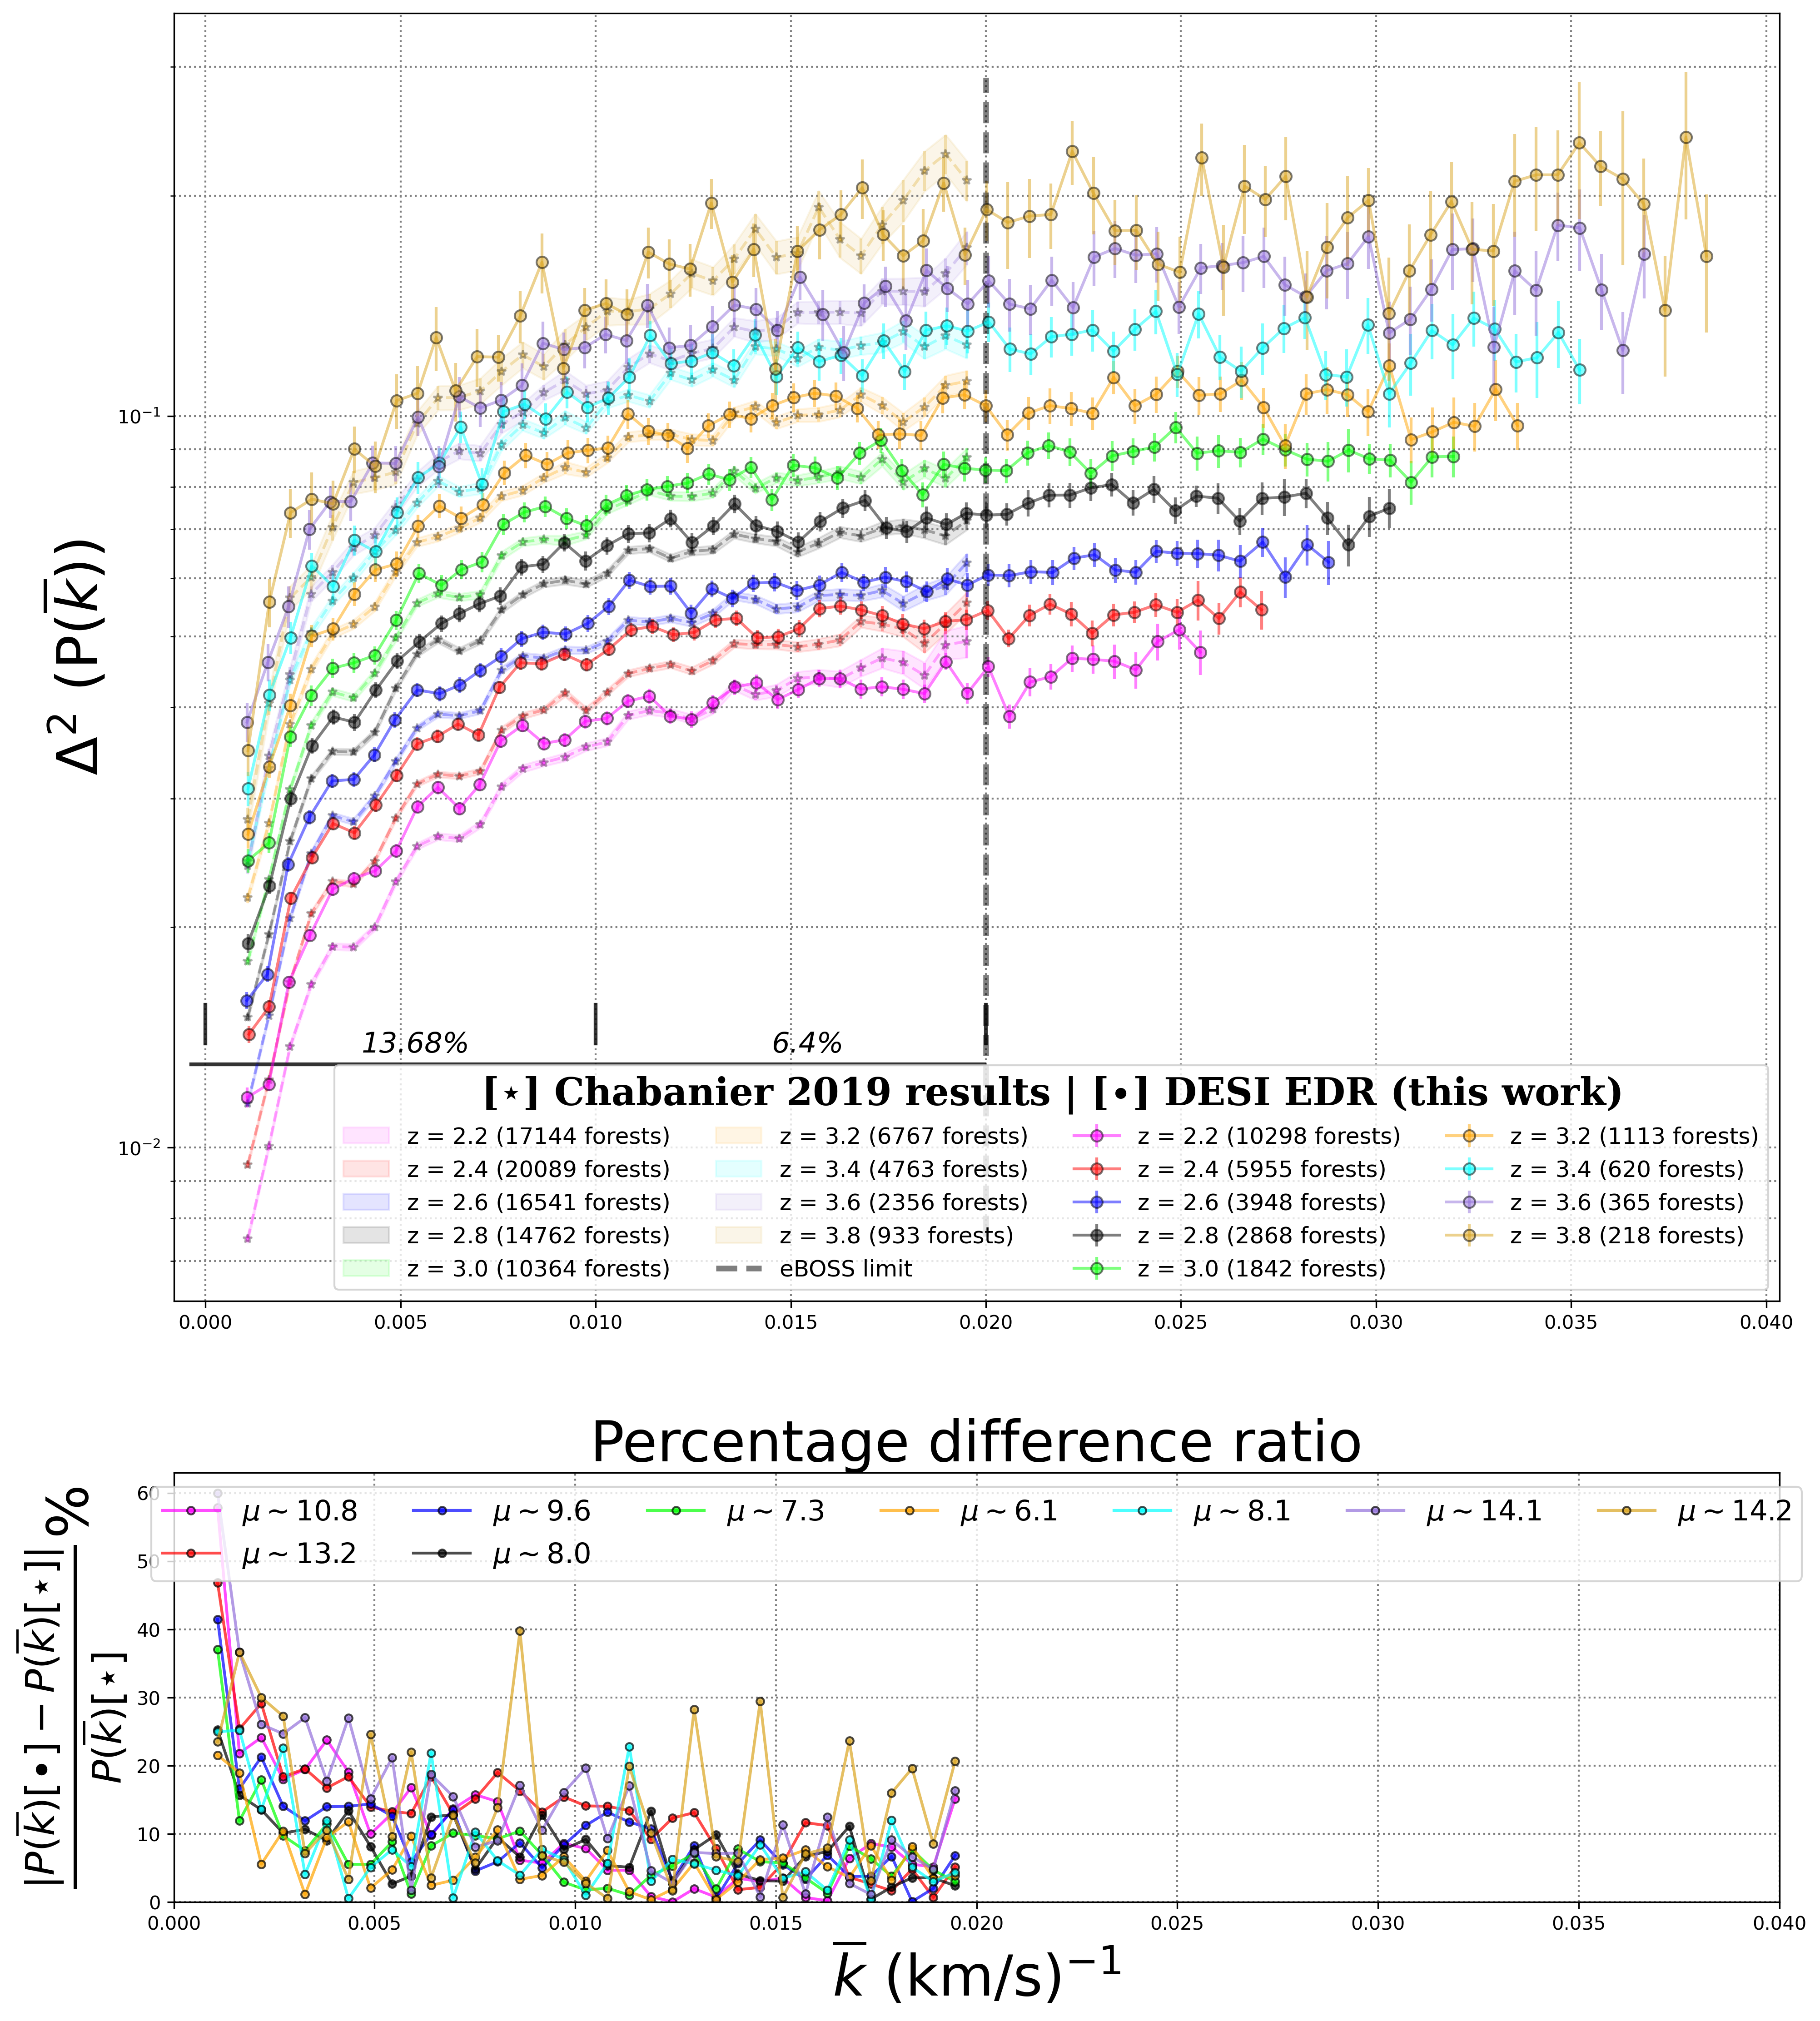 Δ² (P(k̅))
10⁻¹
10⁻²
13.68%
6.4%
[⋆] Chabanier 2019 results | [•] DESI EDR (this work)
z = 2.2 (17144 forests)
z = 2.4 (20089 forests)
z = 2.6 (16541 forests)
z = 2.8 (14762 forests)
z = 3.0 (10364 forests)
z = 3.2 (6767 forests)
z = 3.4 (4763 forests)
z = 3.6 (2356 forests)
z = 3.8 (933 forests)
eBOSS limit
z = 2.2 (10298 forests)
z = 2.4 (5955 forests)
z = 2.6 (3948 forests)
z = 2.8 (2868 forests)
z = 3.0 (1842 forests)
z = 3.2 (1113 forests)
z = 3.4 (620 forests)
z = 3.6 (365 forests)
z = 3.8 (218 forests)
0.000 0.005 0.010 0.015 0.020 0.025 0.030 0.035 0.040
Percentage difference ratio
|P(k̅)[•] − P(k̅)[⋆]| %
P(k̅)[⋆]
60
50
40
30
20
10
0
μ ∼ 10.8
μ ∼ 13.2
μ ∼ 9.6
μ ∼ 8.0
μ ∼ 7.3
μ ∼ 6.1
μ ∼ 8.1
μ ∼ 14.1
μ ∼ 14.2
0.000 0.005 0.010 0.015 0.020 0.025 0.030 0.035 0.040
k̅ (km/s)⁻¹